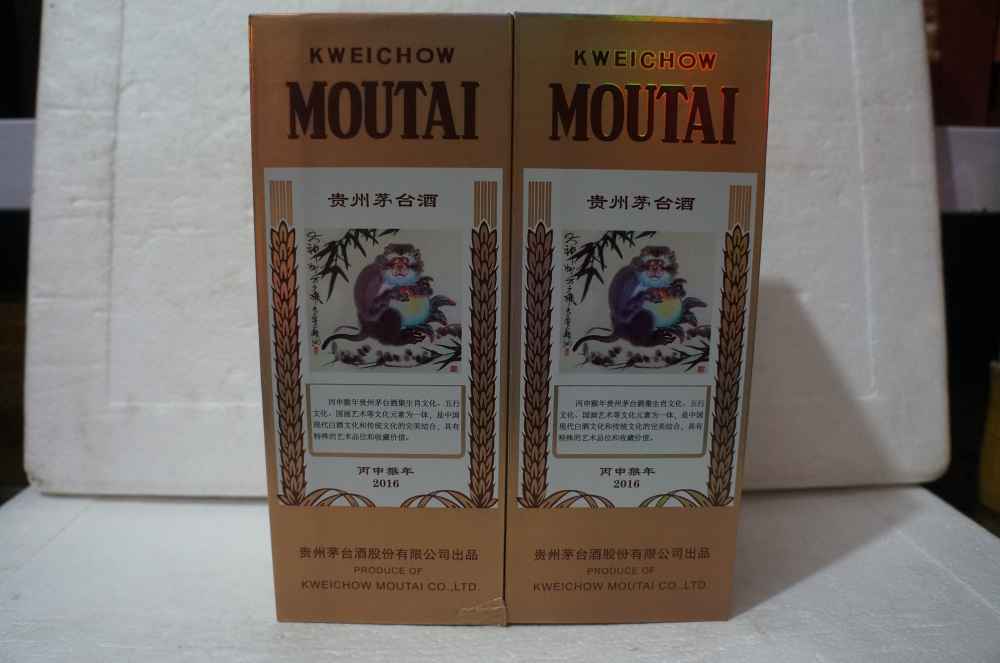 KWEICHOW
MOUTAI
贵州茅台酒
丙申猴年贵州茅台酒聚生肖文化、五行
文化、国画艺术等文化元素为一体，是中国
现代白酒文化和传统文化的完美结合，具有
特殊的艺术品位和收藏价值。
丙申猴年
2016
贵州茅台酒股份有限公司出品
PRODUCE OF
KWEICHOW MOUTAI CO.,LTD.
KWEICHOW
MOUTAI
贵州茅台酒
丙申猴年贵州茅台酒聚生肖文化、五行
文化、国画艺术等文化元素为一体，是中国
现代白酒文化和传统文化的完美结合，具有
特殊的艺术品位和收藏价值。
丙申猴年
2016
贵州茅台酒股份有限公司出品
PRODUCE OF
KWEICHOW MOUTAI CO.,LTD.